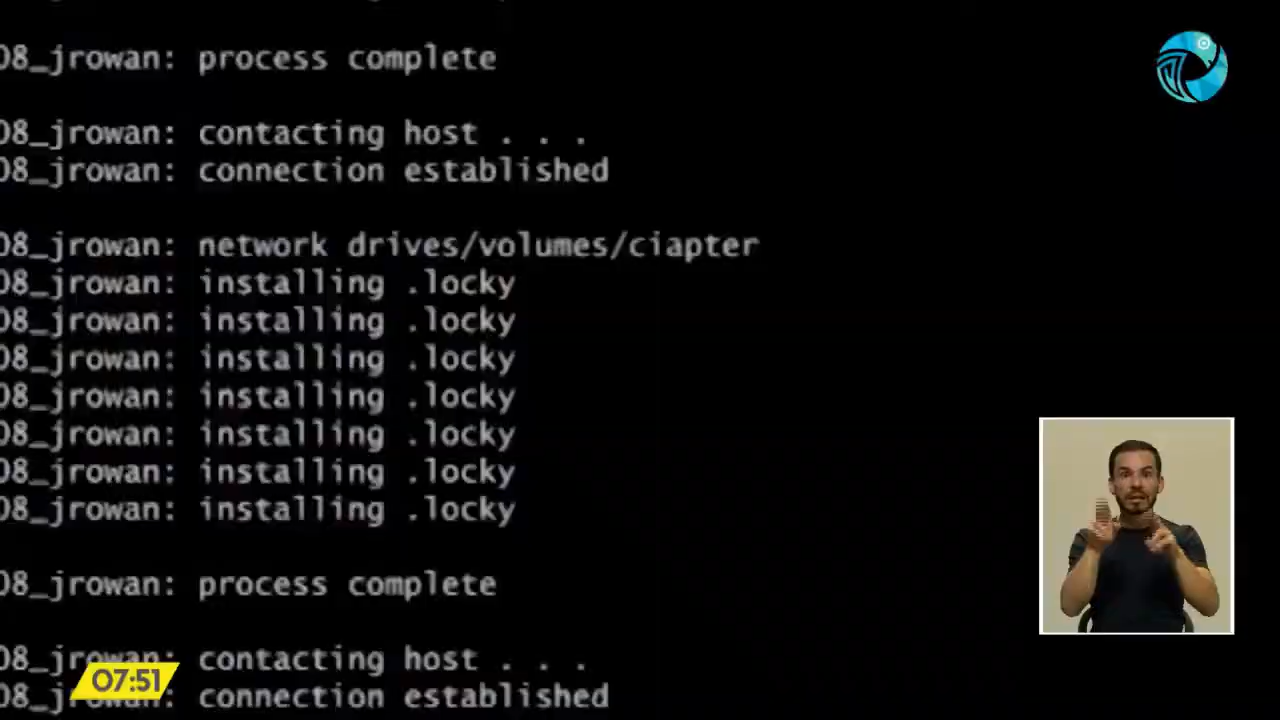 08_jrowan: process complete
08_jrowan: contacting host . . .
08_jrowan: connection established
08_jrowan: network drives/volumes/ciapter
08_jrowan: installing .locky
08_jrowan: installing .locky
08_jrowan: installing .locky
08_jrowan: installing .locky
08_jrowan: installing .locky
08_jrowan: installing .locky
08_jrowan: installing .locky
08_jrowan: process complete
08_jrowan: contacting host . . .
08_jrowan: connection established
07:51